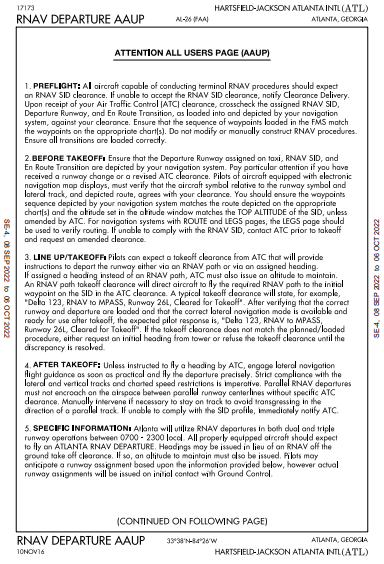 17173
HARTSFIELD-JACKSON ATLANTA INTL (ATL)
RNAV DEPARTURE AAUP
AL-26 (FAA)
ATLANTA, GEORGIA
ATTENTION ALL USERS PAGE (AAUP)
1. PREFLIGHT: All aircraft capable of conducting terminal RNAV procedures should expect
an RNAV SID clearance. If unable to accept the RNAV SID clearance, notify Clearance Delivery.
Upon receipt of your Air Traffic Control (ATC) clearance, crosscheck the assigned RNAV SID,
Departure Runway, and En Route Transition, as loaded into and depicted by your navigation
system, against your clearance. Ensure that the sequence of waypoints loaded in the FMS match
the waypoints on the appropriate chart(s). Do not modify or manually construct RNAV procedures.
Ensure all transitions are loaded correctly.
2. BEFORE TAKEOFF: Ensure that the Departure Runway assigned on taxi, RNAV SID, and
En Route Transition are depicted by your navigation system. Pay particular attention if you have
received a runway change or a revised ATC clearance. Pilots of aircraft equipped with electronic
navigation map displays, must verify that the aircraft symbol relative to the runway symbol and
lateral track, and depicted route, agrees with your clearance. You should ensure the waypoints
sequence depicted by your navigation system matches the route depicted on the appropriate
chart(s) and the altitude set in the altitude window matches the TOP ALTITUDE of the SID, unless
amended by ATC. For navigation systems with ROUTE and LEGS pages, the LEGS page should
be used to verify routing. If unable to comply with the RNAV SID, contact ATC prior to takeoff
and request an amended clearance.
3. LINE UP/TAKEOFF: Pilots can expect a takeoff clearance from ATC that will provide
instructions to depart the runway either via an RNAV path or via an assigned heading.
If assigned a heading instead of an RNAV path, ATC must also issue an altitude to maintain.
An RNAV path takeoff clearance will direct aircraft to fly the required RNAV path to the initial
waypoint on the SID in the ATC clearance. A typical takeoff clearance will state, for example,
"Delta 123, RNAV to MPASS, Runway 26L, Cleared for Takeoff". After verifying that the correct
runway and departure are loaded and that the correct lateral navigation mode is available and
ready for use after takeoff, the expected pilot response is, "Delta 123, RNAV to MPASS,
Runway 26L, Cleared for Takeoff". If the takeoff clearance does not match the planned/loaded
procedure, either request an initial heading from tower or refuse the takeoff clearance until the
discrepancy is resolved.
4. AFTER TAKEOFF: Unless instructed to fly a heading by ATC, engage lateral navigation
flight guidance as soon as practical and fly the departure precisely. Strict compliance with the
lateral and vertical tracks and charted speed restrictions is imperative. Parallel RNAV departures
must not encroach on the airspace between parallel runway centerlines without specific ATC
clearance. Manually intervene if necessary to stay on track to avoid transgressing in the
direction of a parallel track. If unable to comply with the SID profile, immediately notify ATC.
5. SPECIFIC INFORMATION: Atlanta will utilize RNAV departures in both dual and triple
runway operations between 0700 - 2300 local. All properly equipped aircraft should expect
to fly an ATLANTA RNAV DEPARTURE. Headings may be issued in lieu of an RNAV off the
ground take off clearance. If so, an altitude to maintain must also be issued. Pilots may
anticipate a runway assignment based upon the information provided below, however actual
runway assignments will be issued on initial contact with Ground Control.
(CONTINUED ON FOLLOWING PAGE)
SE-4, 08 SEP 2022 to 06 OCT 2022
SE-4, 08 SEP 2022 to 06 OCT 2022
RNAV DEPARTURE AAUP
33°38'N-84°26'W
ATLANTA, GEORGIA
10NOV16
HARTSFIELD-JACKSON ATLANTA INTL (ATL)